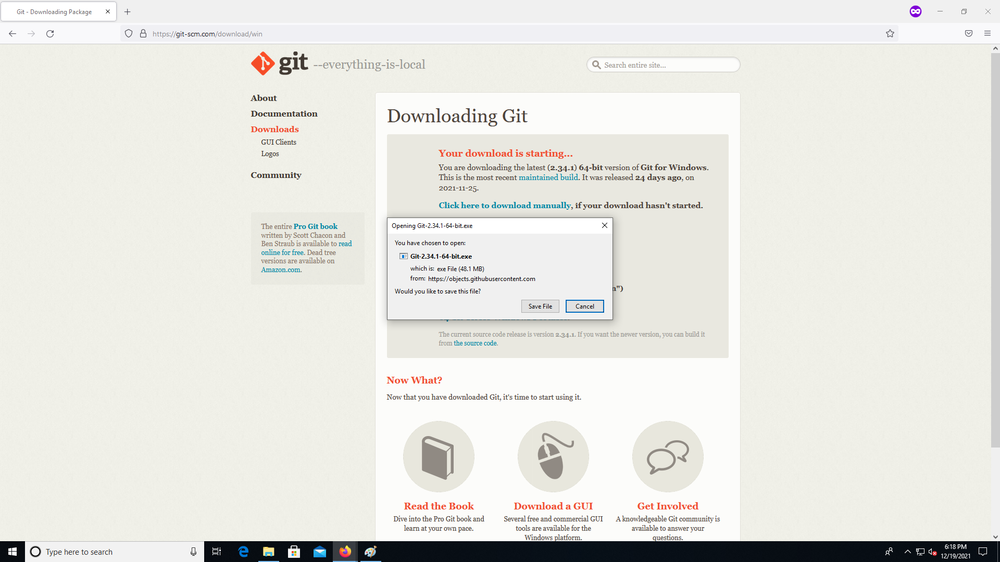 Git - Downloading Package
https://git-scm.com/download/win
git --everything-is-local
Search entire site...
About
Documentation
Downloads
GUI Clients
Logos
Community
The entire Pro Git book
written by Scott Chacon and
Ben Straub is available to read
online for free. Dead tree
versions are available on
Amazon.com.
Downloading Git
Your download is starting...
You are downloading the latest (2.34.1) 64-bit version of Git for Windows.
This is the most recent maintained build. It was released 24 days ago, on
2021-11-25.
Click here to download manually, if your download hasn't started.
Opening Git-2.34.1-64-bit.exe
You have chosen to open:
Git-2.34.1-64-bit.exe
which is: exe File (48.1 MB)
from: https://objects.githubusercontent.com
Would you like to save this file?
Save File
Cancel
n")
The current source code release is version 2.34.1. If you want the newer version, you can build it
from the source code.
Now What?
Now that you have downloaded Git, it's time to start using it.
Read the Book
Dive into the Pro Git book and
learn at your own pace.
Download a GUI
Several free and commercial GUI
tools are available for the
Windows platform.
Get Involved
A knowledgeable Git community is
available to answer your
questions.
Type here to search
6:18 PM
12/19/2021